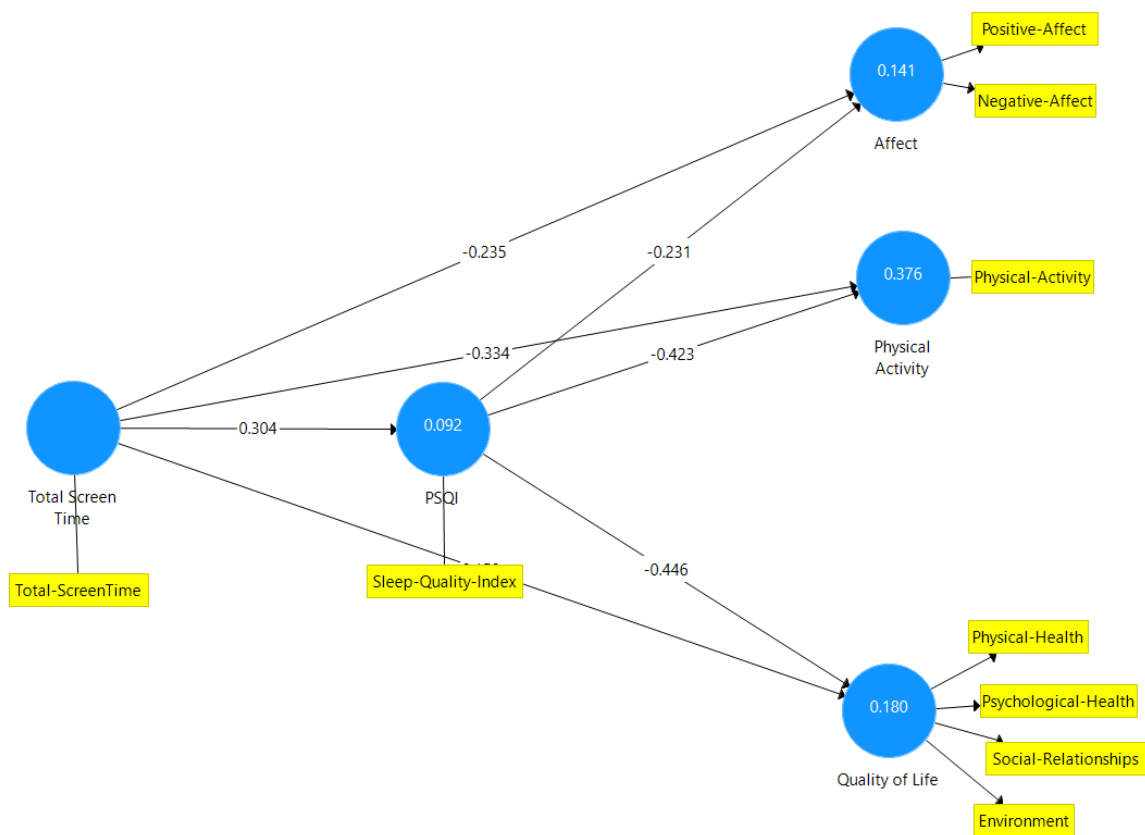 Positive-Affect
0.141
Negative-Affect
Affect
-0.235
-0.231
0.376
Physical-Activity
Physical
Activity
-0.334
-0.423
0.304
0.092
Total Screen
Time
PSQI
Total-ScreenTime
Sleep-Quality-Index
-0.446
Physical-Health
0.180
Psychological-Health
Social-Relationships
Quality of Life
Environment